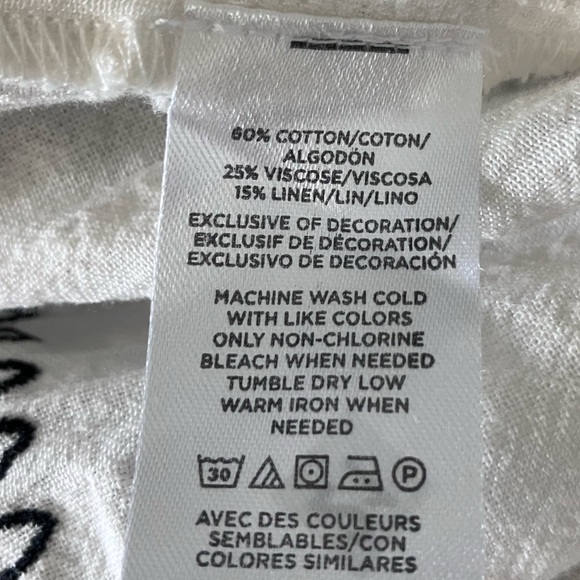 60% COTTON/COTON/
ALGODÓN
25% VISCOSE/VISCOSA
15% LINEN/LIN/LINO
EXCLUSIVE OF DECORATION/
EXCLUSIF DE DÉCORATION/
EXCLUSIVO DE DECORACIÓN
MACHINE WASH COLD
WITH LIKE COLORS
ONLY NON-CHLORINE
BLEACH WHEN NEEDED
TUMBLE DRY LOW
WARM IRON WHEN
NEEDED
30 P
AVEC DES COULEURS
SEMBLABLES/CON
COLORES SIMILARES